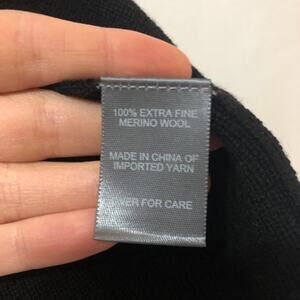 100% EXTRA FINE
MERINO WOOL
MADE IN CHINA OF
IMPORTED YARN
FOR CARE